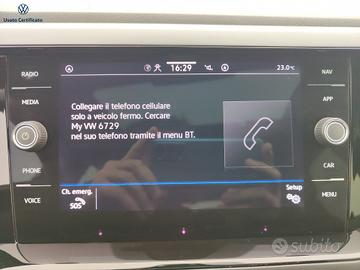 Usato Certificato
16:29
23.0°c
RADIO
MEDIA
PHONE
VOICE
Collegare il telefono cellulare
solo a veicolo fermo. Cercare
My VW 6729
nel suo telefono tramite il menu BT.
Ch. emerg.
SOS
Setup
NAV
APP
CAR
MENU
subito